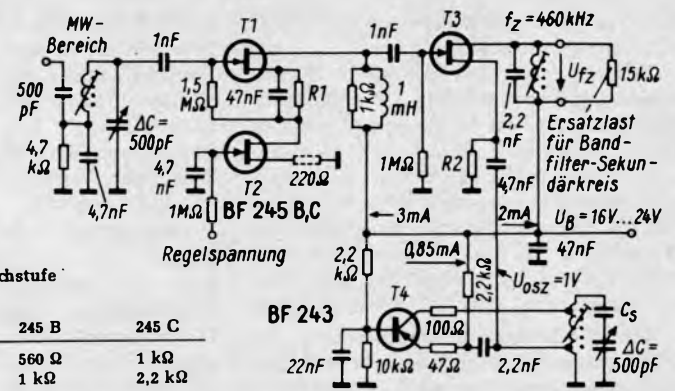 MW-
Bereich
1nF
T1
1nF
T3
f_z = 460 kHz
500
pF
4,7
kΩ
4,7nF
ΔC =
500pF
1,5
MΩ
47nF
R1
1kΩ
1
mH
1MΩ
R2
U_fz
15kΩ
2,2
nF
Ersatzlast
für Band-
filter-Sekun-
därkreis
4,7
nF
T2
220Ω
1MΩ
BF 245 B,C
Regelspannung
3mA
47nF
2mA
U_B = 16V...24V
47nF
2,2
kΩ
0,85mA
2,2kΩ
U_osz = 1V
BF 243
T4
100Ω
22nF
10kΩ
47Ω
2,2nF
C_s
ΔC =
500pF
chstufe
245 B 245 C
560 Ω 1 kΩ
1 kΩ 2,2 kΩ